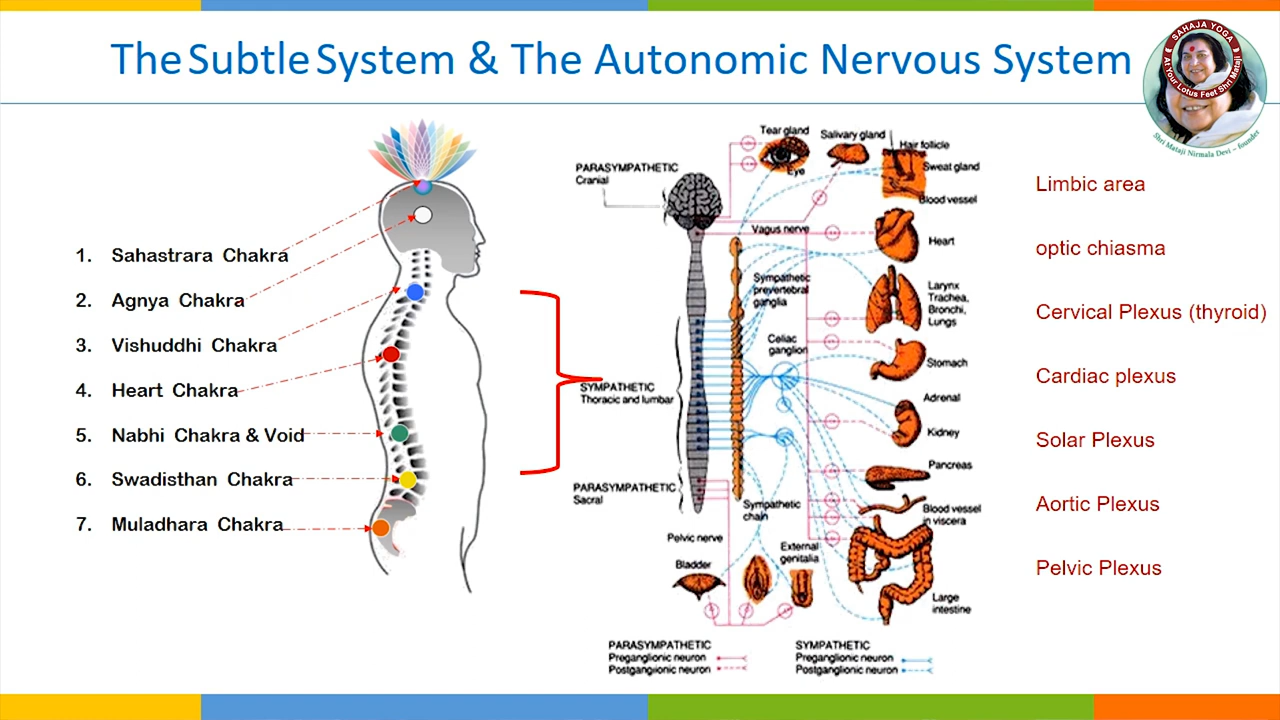 The Subtle System & The Autonomic Nervous System
SAHAJA YOGA
At Your Lotus Feet Shri Mataji
Shri Mataji Nirmala Devi – founder
1. Sahastrara Chakra
2. Agnya Chakra
3. Vishuddhi Chakra
4. Heart Chakra
5. Nabhi Chakra & Void
6. Swadisthan Chakra
7. Muladhara Chakra
PARASYMPATHETIC
Cranial
SYMPATHETIC
Thoracic and lumbar
PARASYMPATHETIC
Sacral
Tear gland
Eye
Salivary gland
Hair follicle
Sweat gland
Blood vessel
Vagus nerve
Heart
Sympathetic
prevertebral
ganglia
Larynx
Trachea,
Bronchi,
Lungs
Celiac
ganglion
Stomach
Adrenal
Kidney
Pancreas
Sympathetic
chain
Blood vessel
in viscera
Pelvic nerve
External
genitalia
Bladder
Large
intestine
PARASYMPATHETIC
Preganglionic neuron
Postganglionic neuron
SYMPATHETIC
Preganglionic neuron
Postganglionic neuron
Limbic area
optic chiasma
Cervical Plexus (thyroid)
Cardiac plexus
Solar Plexus
Aortic Plexus
Pelvic Plexus